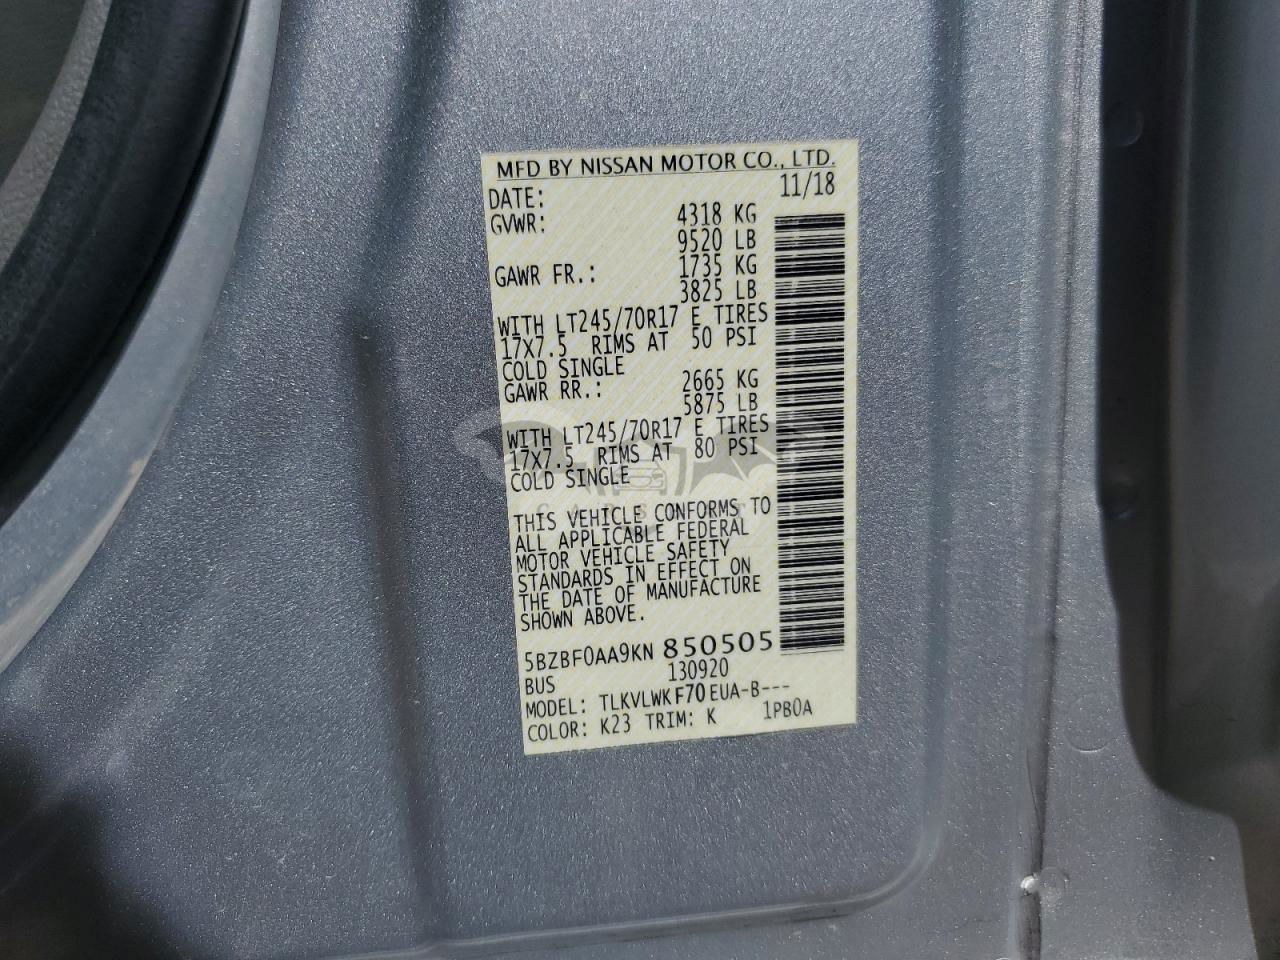 MFD BY NISSAN MOTOR CO., LTD.
DATE: 11/18
GVWR: 4318 KG
9520 LB
GAWR FR.: 1735 KG
3825 LB
WITH LT245/70R17 E TIRES
17X7.5 RIMS AT 50 PSI
COLD SINGLE
GAWR RR.: 2665 KG
5875 LB
WITH LT245/70R17 E TIRES
17X7.5 RIMS AT 80 PSI
COLD SINGLE
THIS VEHICLE CONFORMS TO
ALL APPLICABLE FEDERAL
MOTOR VEHICLE SAFETY
STANDARDS IN EFFECT ON
THE DATE OF MANUFACTURE
SHOWN ABOVE.
5BZBF0AA9KN 850505
BUS 130920
MODEL: TLKVLWKF70EUA-B---
COLOR: K23 TRIM: K 1PB0A